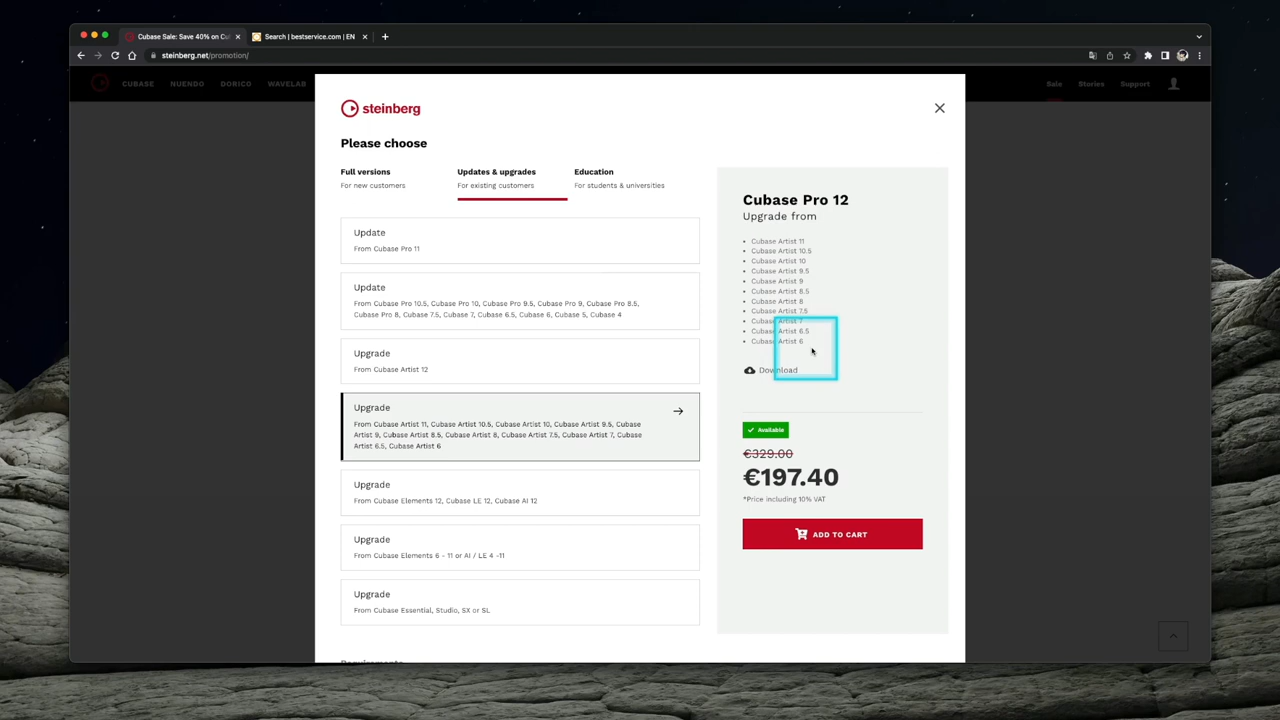 Cubase Sale: Save 40% on Cu
Search | bestservice.com | EN
steinberg.net/promotion/
CUBASE NUENDO DORICO WAVELAB
Sale Stories Support
steinberg
Please choose
Full versions
For new customers
Updates & upgrades
For existing customers
Education
For students & universities
Update
From Cubase Pro 11
Update
From Cubase Pro 10.5, Cubase Pro 10, Cubase Pro 9.5, Cubase Pro 9, Cubase Pro 8.5,
Cubase Pro 8, Cubase 7.5, Cubase 7, Cubase 6.5, Cubase 6, Cubase 5, Cubase 4
Upgrade
From Cubase Artist 12
Upgrade
From Cubase Artist 11, Cubase Artist 10.5, Cubase Artist 10, Cubase Artist 9.5, Cubase
Artist 9, Cubase Artist 8.5, Cubase Artist 8, Cubase Artist 7.5, Cubase Artist 7, Cubase
Artist 6.5, Cubase Artist 6
Upgrade
From Cubase Elements 12, Cubase LE 12, Cubase AI 12
Upgrade
From Cubase Elements 6 - 11 or AI / LE 4 -11
Upgrade
From Cubase Essential, Studio, SX or SL
Requirements
Cubase Pro 12
Upgrade from
• Cubase Artist 11
• Cubase Artist 10.5
• Cubase Artist 10
• Cubase Artist 9.5
• Cubase Artist 9
• Cubase Artist 8.5
• Cubase Artist 8
• Cubase Artist 7.5
• Cubase Artist 7
• Cubase Artist 6.5
• Cubase Artist 6
Download
Available
€329.00
€197.40
*Price including 10% VAT
ADD TO CART